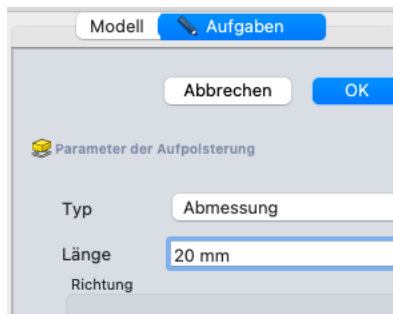 Modell Aufgaben
Abbrechen OK
Parameter der Aufpolsterung
Typ Abmessung
Länge 20 mm
Richtung